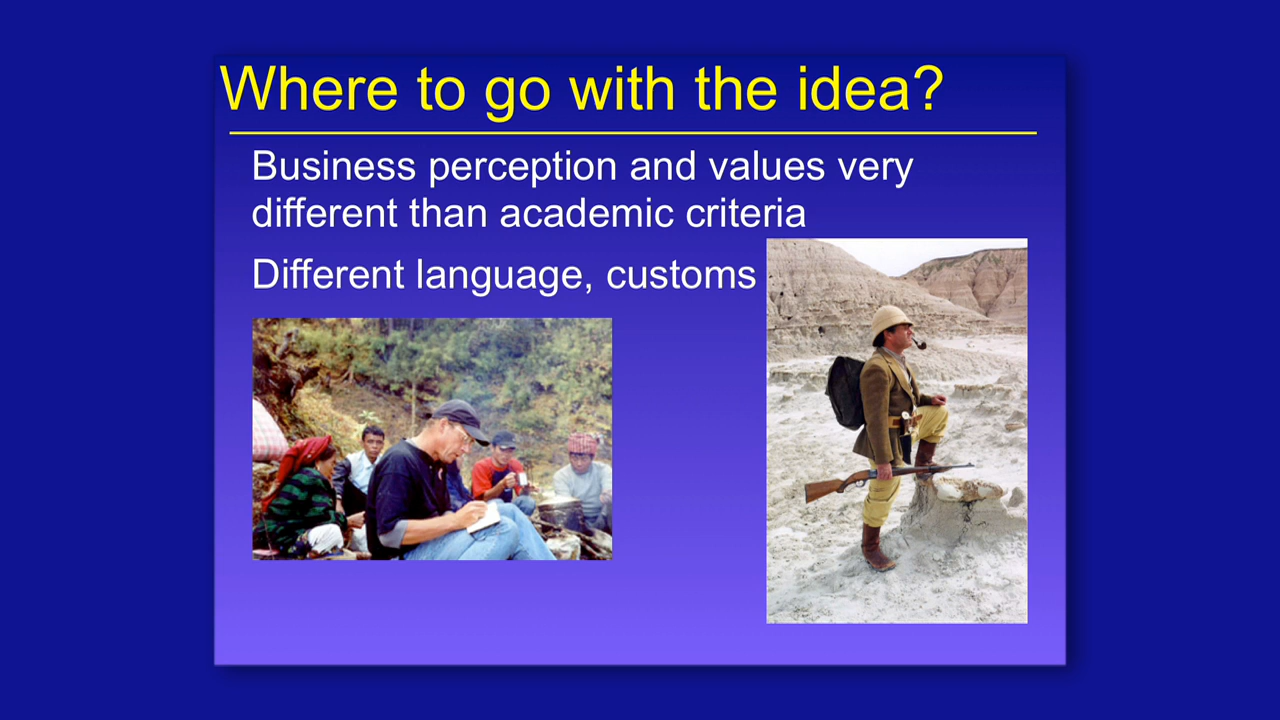 Where to go with the idea?
Business perception and values very
different than academic criteria
Different language, customs